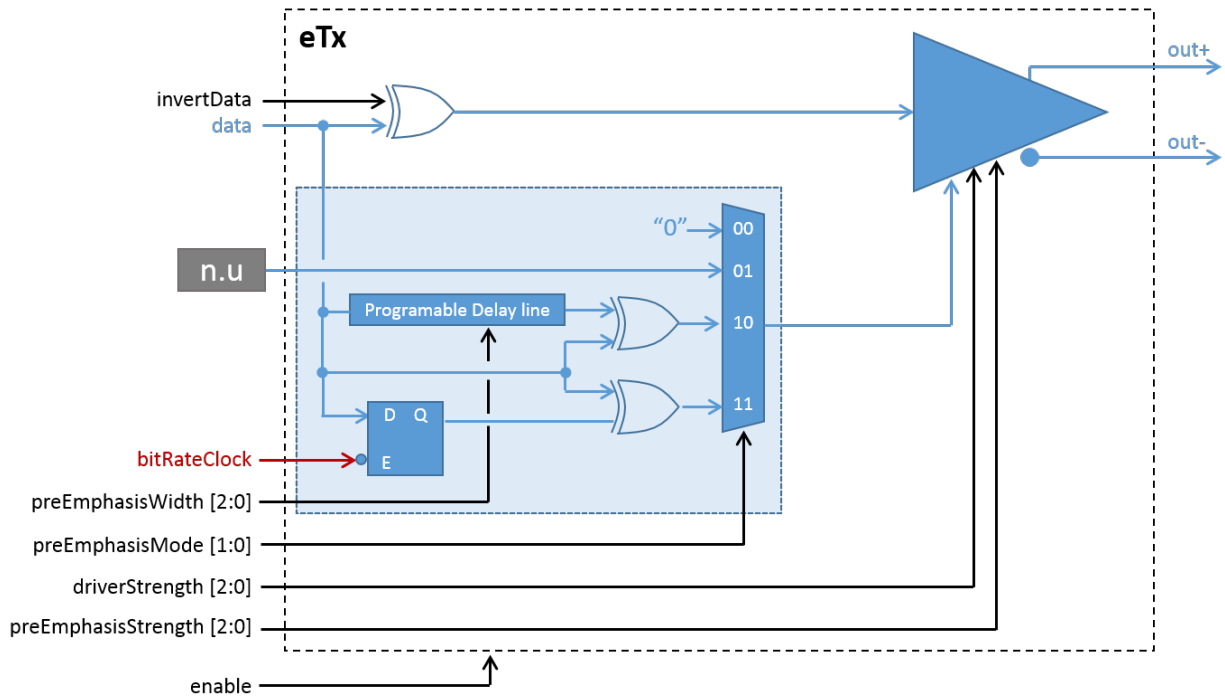 eTx
out+
invertData
data
out-
"0"
00
n.u
01
Programable Delay line
10
11
D Q
bitRateClock
E
preEmphasisWidth [2:0]
preEmphasisMode [1:0]
driverStrength [2:0]
preEmphasisStrength [2:0]
enable